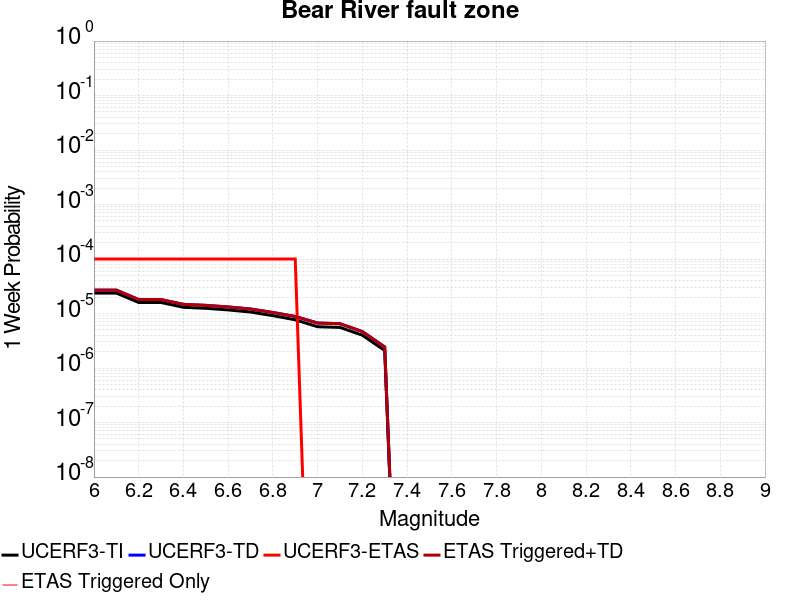 Bear River fault zone
1 Week Probability
10^0
10^-1
10^-2
10^-3
10^-4
10^-5
10^-6
10^-7
10^-8
6 6.2 6.4 6.6 6.8 7 7.2 7.4 7.6 7.8 8 8.2 8.4 8.6 8.8 9
Magnitude
UCERF3-TI UCERF3-TD UCERF3-ETAS ETAS Triggered+TD
ETAS Triggered Only